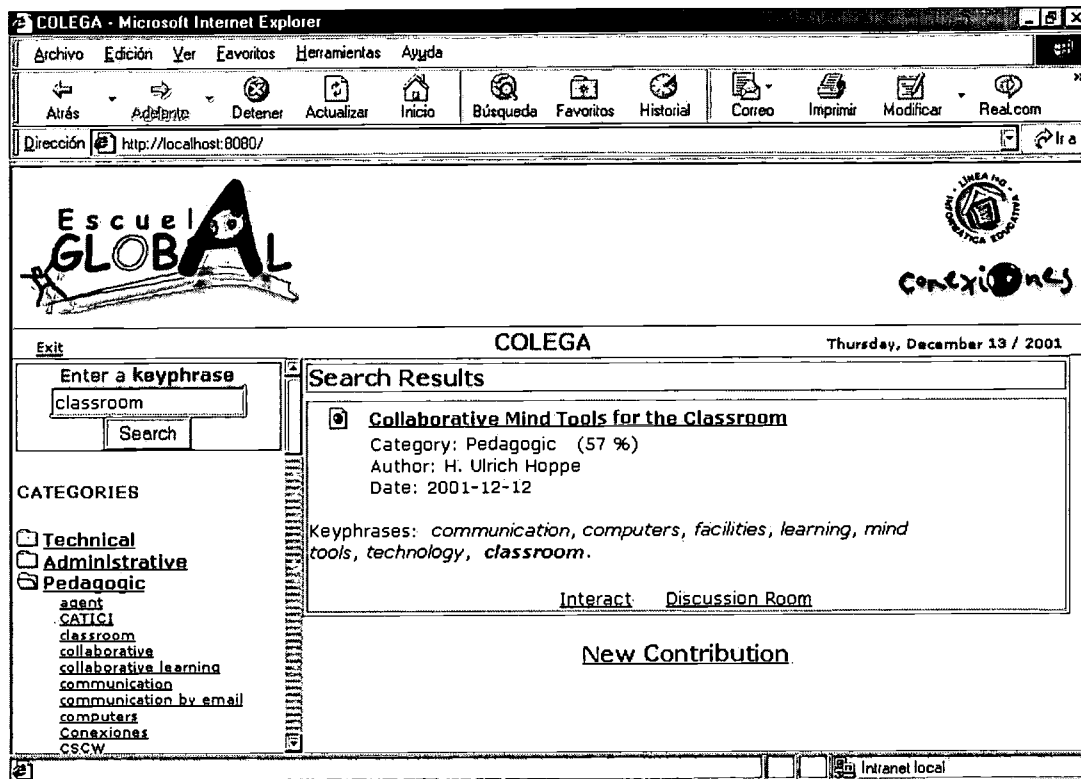 COLEGA - Microsoft Internet Explorer
Archivo Edición Ver Favoritos Herramientas Ayuda
Atrás Adelante Detener Actualizar Inicio Búsqueda Favoritos Historial Correo Imprimir Modificar Real.com
Dirección http://localhost:8080/ Ir a
Escuel
GLOBAL
LÍNEA I+D - INFORMÁTICA EDUCATIVA
conexiones
Exit COLEGA Thursday, December 13 / 2001
Enter a keyphrase
classroom
Search
CATEGORIES
Technical
Administrative
Pedagogic
agent
CATICI
classroom
collaborative
collaborative learning
communication
communication by email
computers
Conexiones
CSCW
Search Results
Collaborative Mind Tools for the Classroom
Category: Pedagogic (57 %)
Author: H. Ulrich Hoppe
Date: 2001-12-12
Keyphrases: communication, computers, facilities, learning, mind
tools, technology, classroom.
Interact Discussion Room
New Contribution
Intranet local